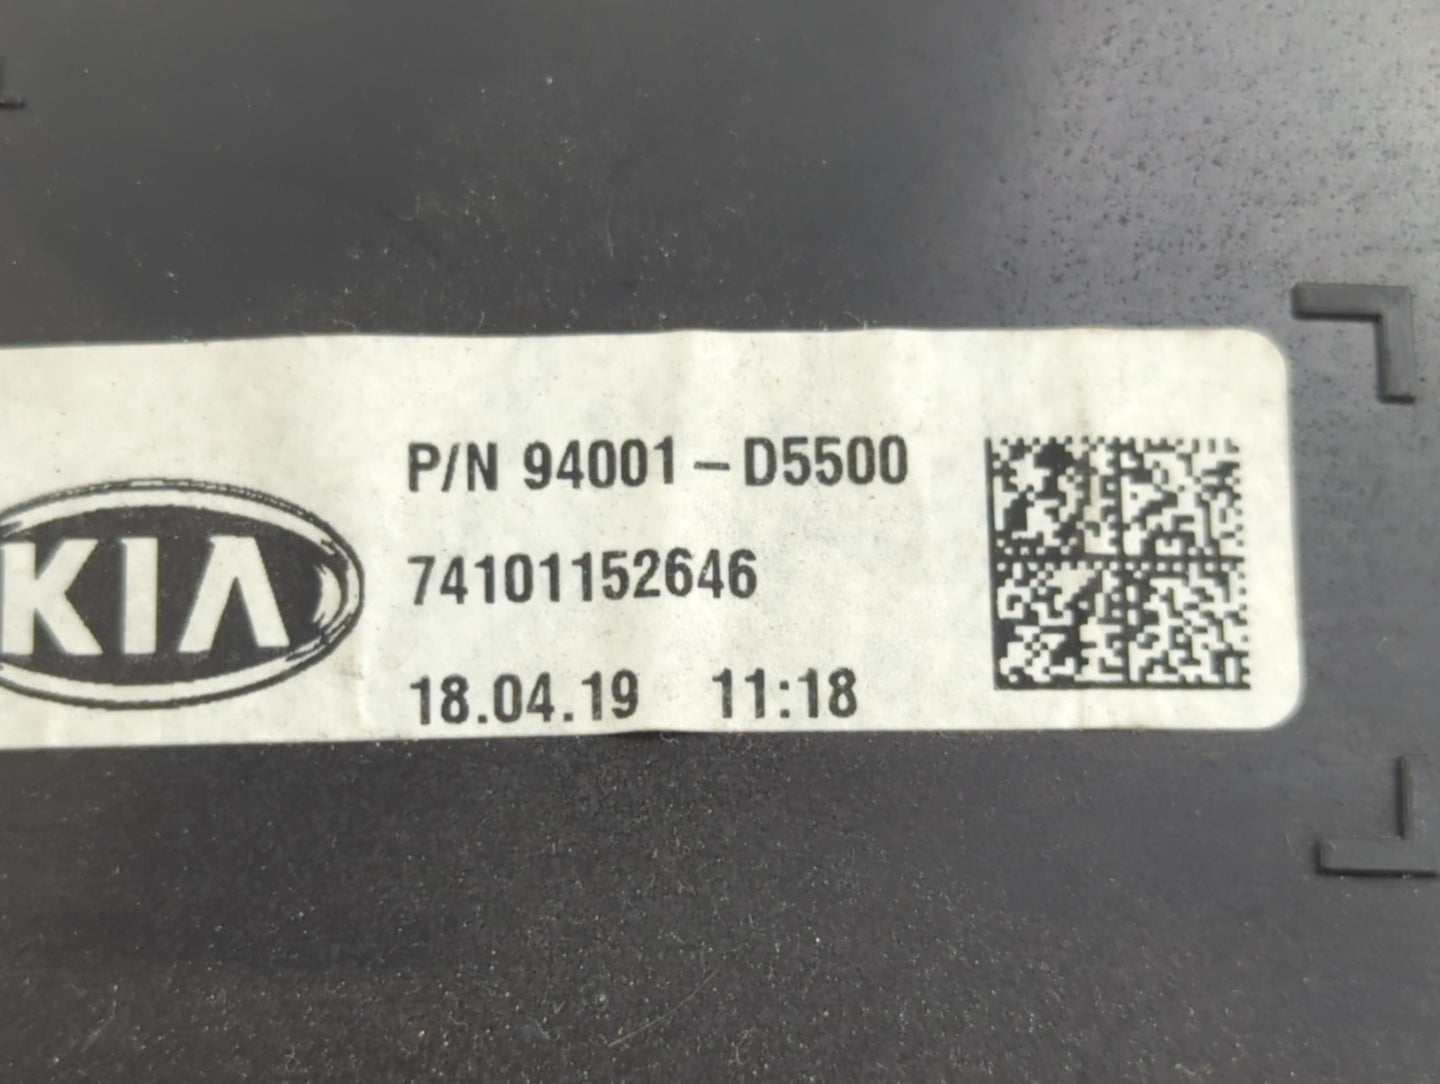 P/N 94001-D5500
KIA
74101152646
18.04.19 11:18